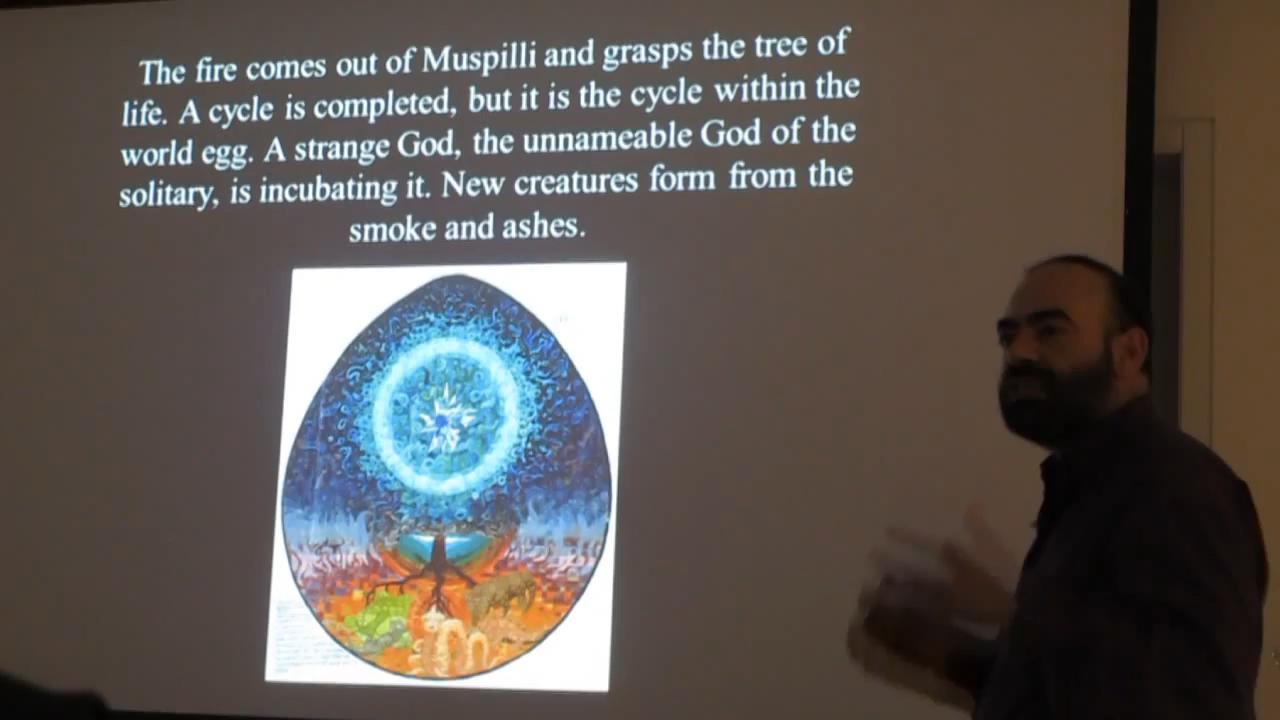 The fire comes out of Muspilli and grasps the tree of
life. A cycle is completed, but it is the cycle within the
world egg. A strange God, the unnameable God of the
solitary, is incubating it. New creatures form from the
smoke and ashes.